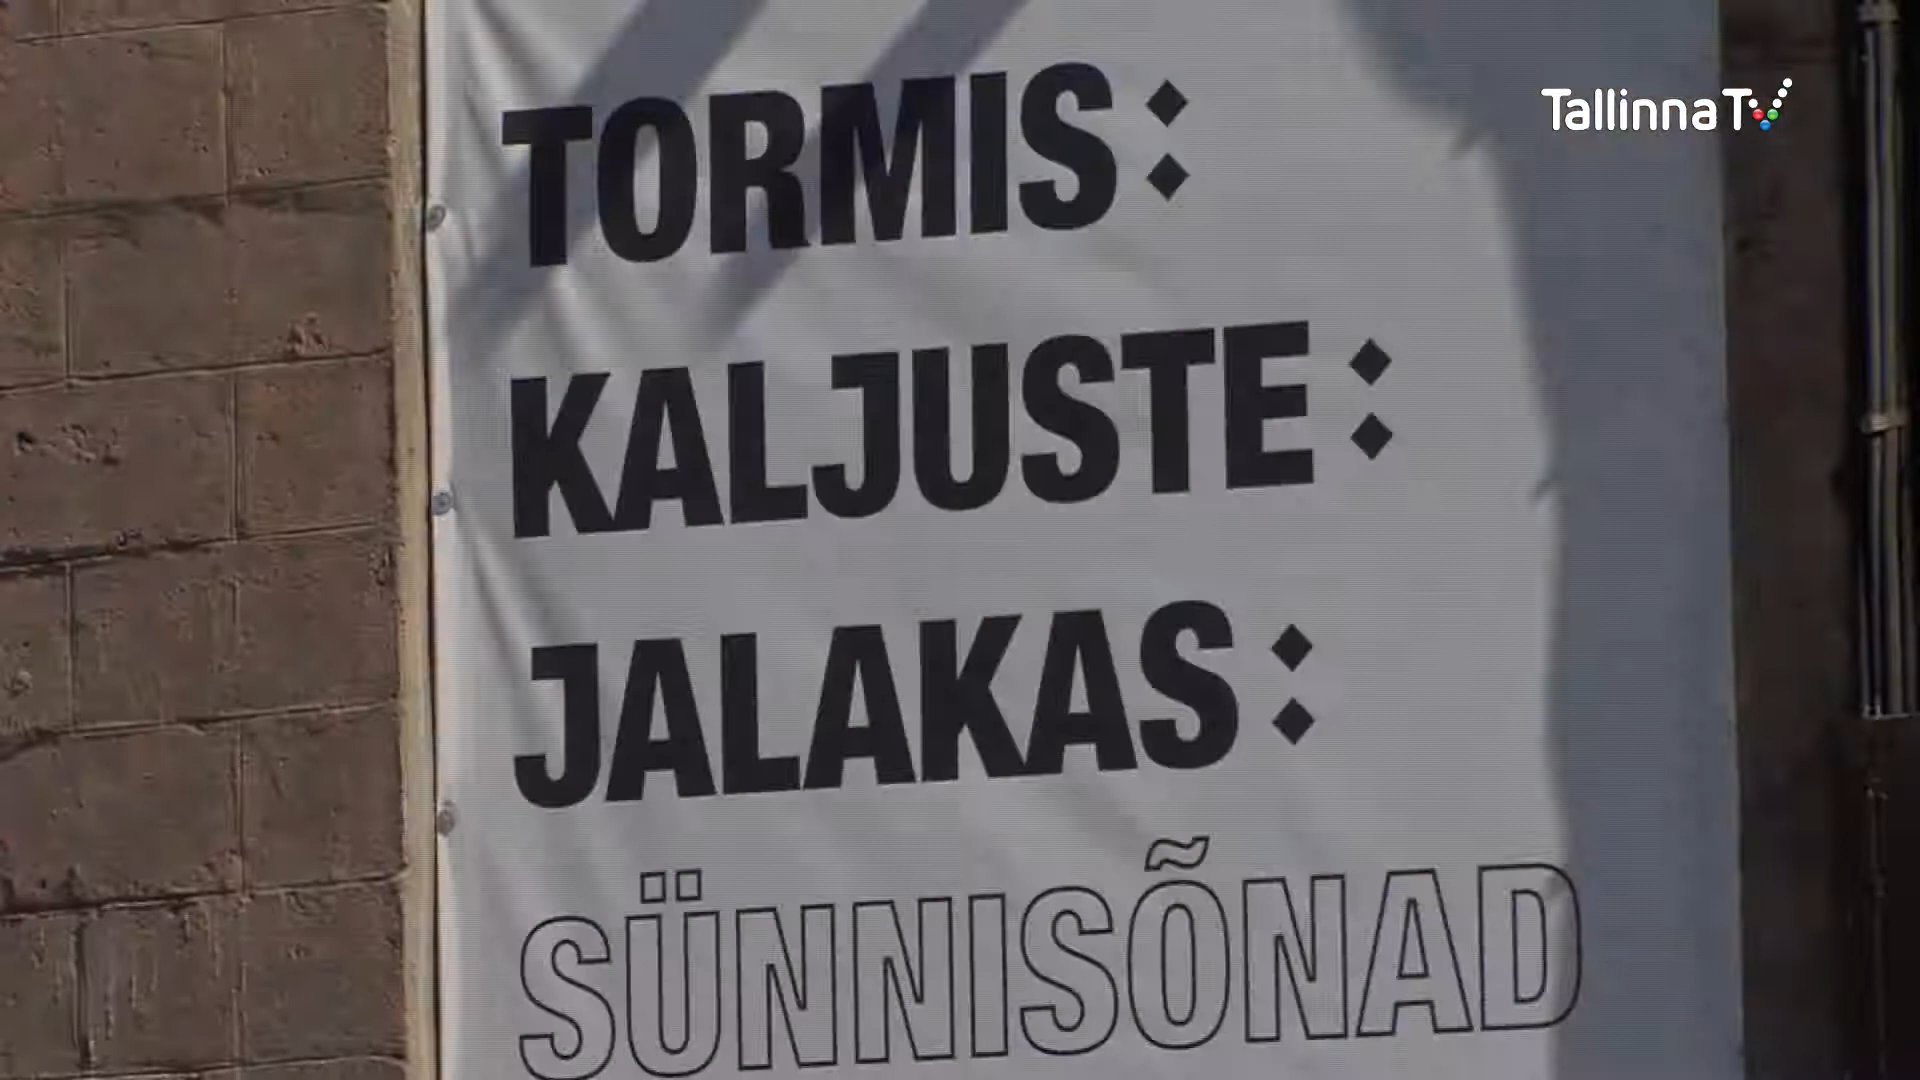 TallinnaTV
TORMIS:
KALJUSTE:
JALAKAS:
SÜNNISÕNAD